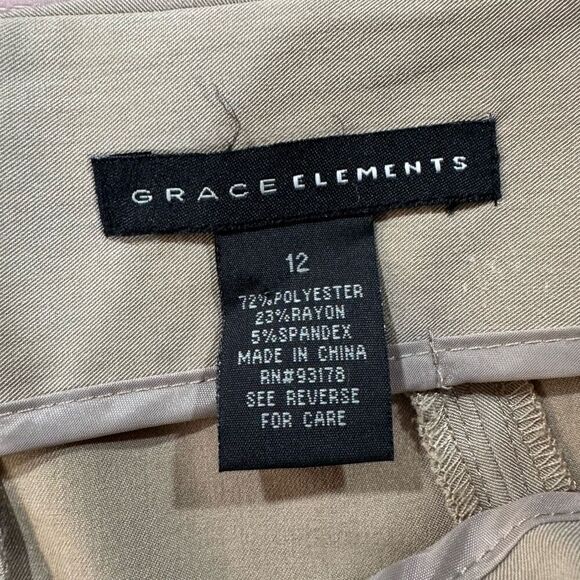 GRACE ELEMENTS
12
72%POLYESTER
23%RAYON
5%SPANDEX
MADE IN CHINA
RN#93178
SEE REVERSE
FOR CARE